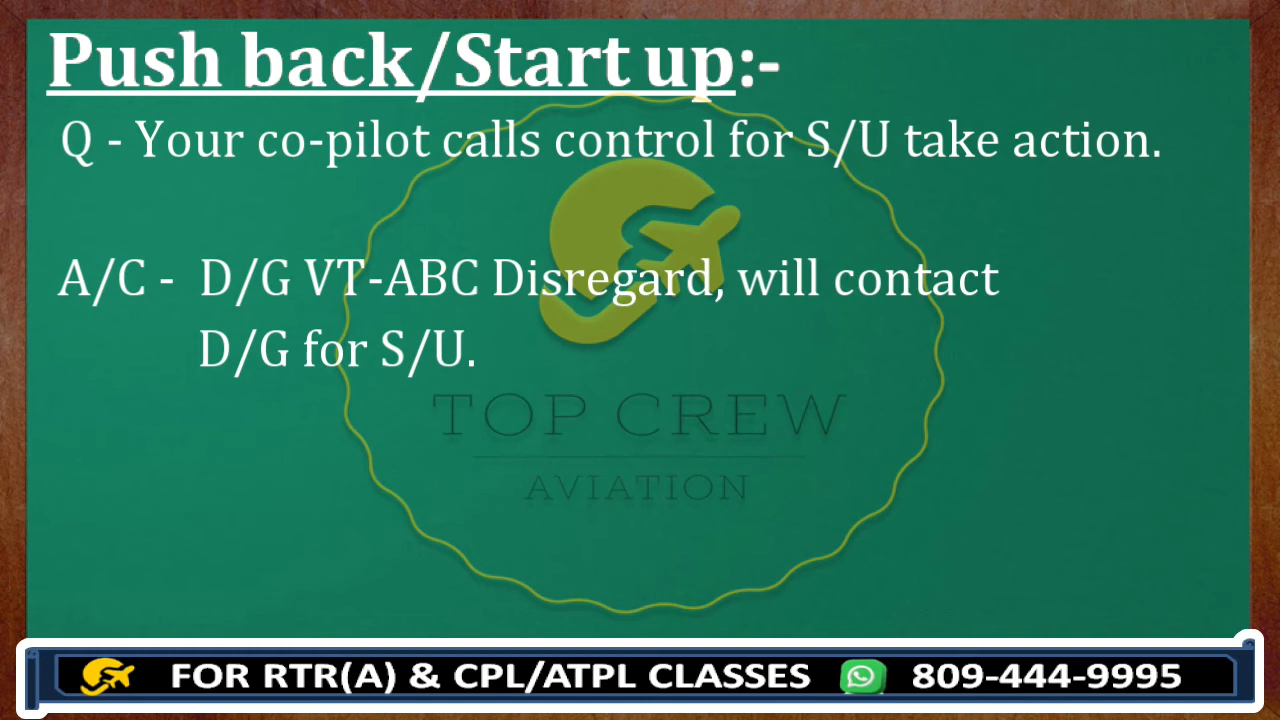 Push back/Start up:-
Q - Your co-pilot calls control for S/U take action.
A/C - D/G VT-ABC Disregard, will contact
D/G for S/U.
TOP CREW
AVIATION
FOR RTR(A) & CPL/ATPL CLASSES 809-444-9995